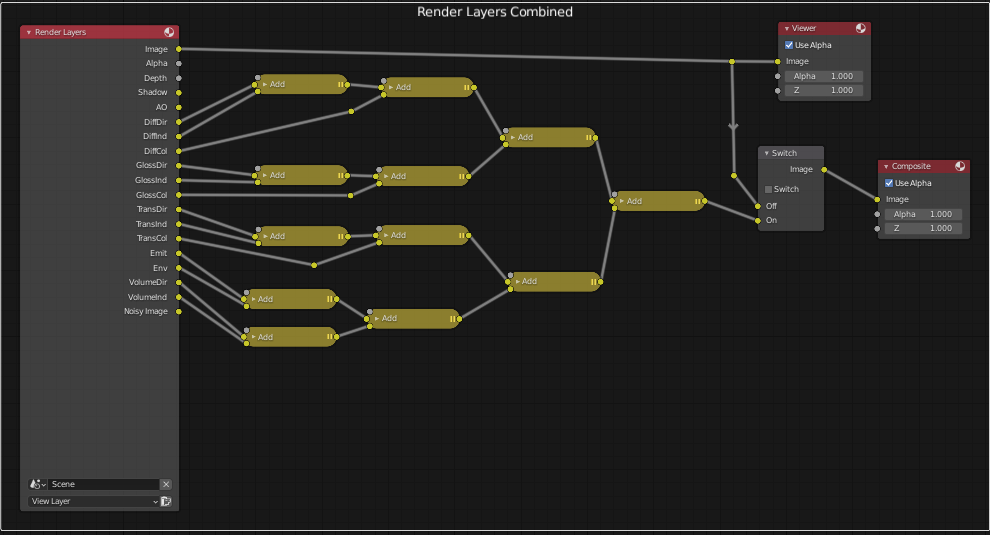 Render Layers Combined
Render Layers
Image
Alpha
Depth
Shadow
AO
DiffDir
DiffInd
DiffCol
GlossDir
GlossInd
GlossCol
TransDir
TransInd
TransCol
Emit
Env
VolumeDir
VolumeInd
Noisy Image
Scene
View Layer
Add
Add
Add
Add
Add
Add
Add
Add
Add
Add
Add
Add
Viewer
Use Alpha
Image
Alpha 1.000
Z 1.000
Switch
Image
Switch
Off
On
Composite
Use Alpha
Image
Alpha 1.000
Z 1.000